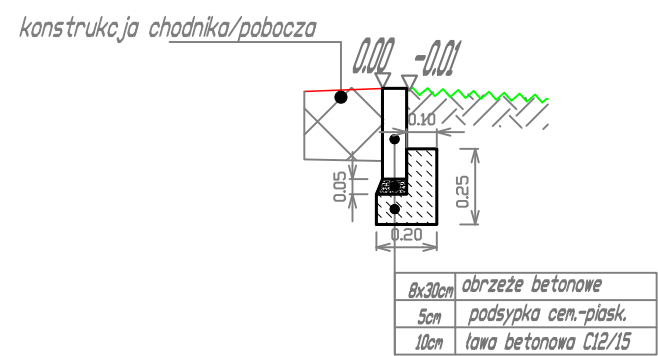 konstrukcja chodnika/pobocza
0.00 -0.01
0.10
0.05
0.25
0.20
8x30cm obrzeże betonowe
5cm podsypka cem.-piask.
10cm ława betonowa C12/15